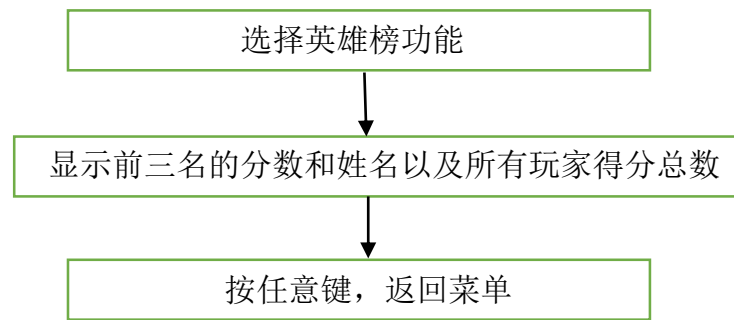 选择英雄榜功能
显示前三名的分数和姓名以及所有玩家得分总数
按任意键，返回菜单